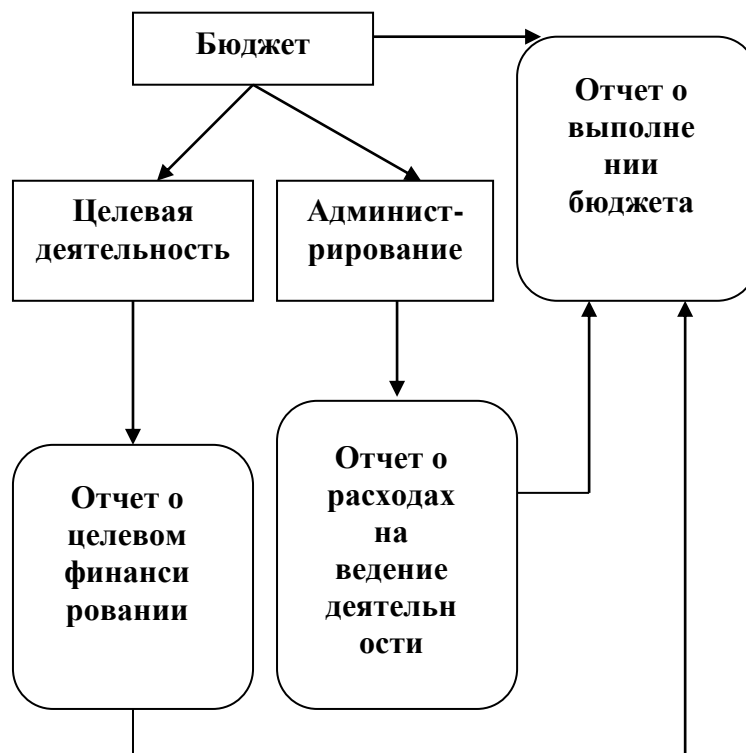 Бюджет
Отчет о
выполне
нии
бюджета
Целевая
деятельность
Админист-
рирование
Отчет о
целевом
финанси
ровании
Отчет о
расходах
на
ведение
деятельн
ости